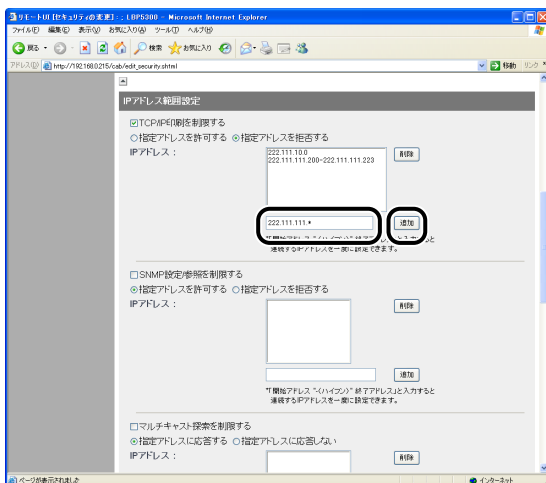 リモートUI [セキュリティの変更] : ; LBP5300 - Microsoft Internet Explorer
ファイル(F) 編集(E) 表示(V) お気に入り(A) ツール(T) ヘルプ(H)
戻る 検索 お気に入り
アドレス(D) http://192.168.0.215/cab/edit_security.shtml 移動 リンク
IPアドレス範囲設定
TCP/IP印刷を制限する
指定アドレスを許可する 指定アドレスを拒否する
IPアドレス :
222.111.10.0
222.111.111.200-222.111.111.223
削除
222.111.111.* 追加
連続するIPアドレスを一度に設定できます。
SNMP設定/参照を制限する
指定アドレスを許可する 指定アドレスを拒否する
IPアドレス :
削除
追加
*「開始アドレス "-(ハイフン)" 終了アドレス」と入力すると
連続するIPアドレスを一度に設定できます。
マルチキャスト探索を制限する
指定アドレスに応答する 指定アドレスに応答しない
IPアドレス :
削除
ページが表示されました インターネット